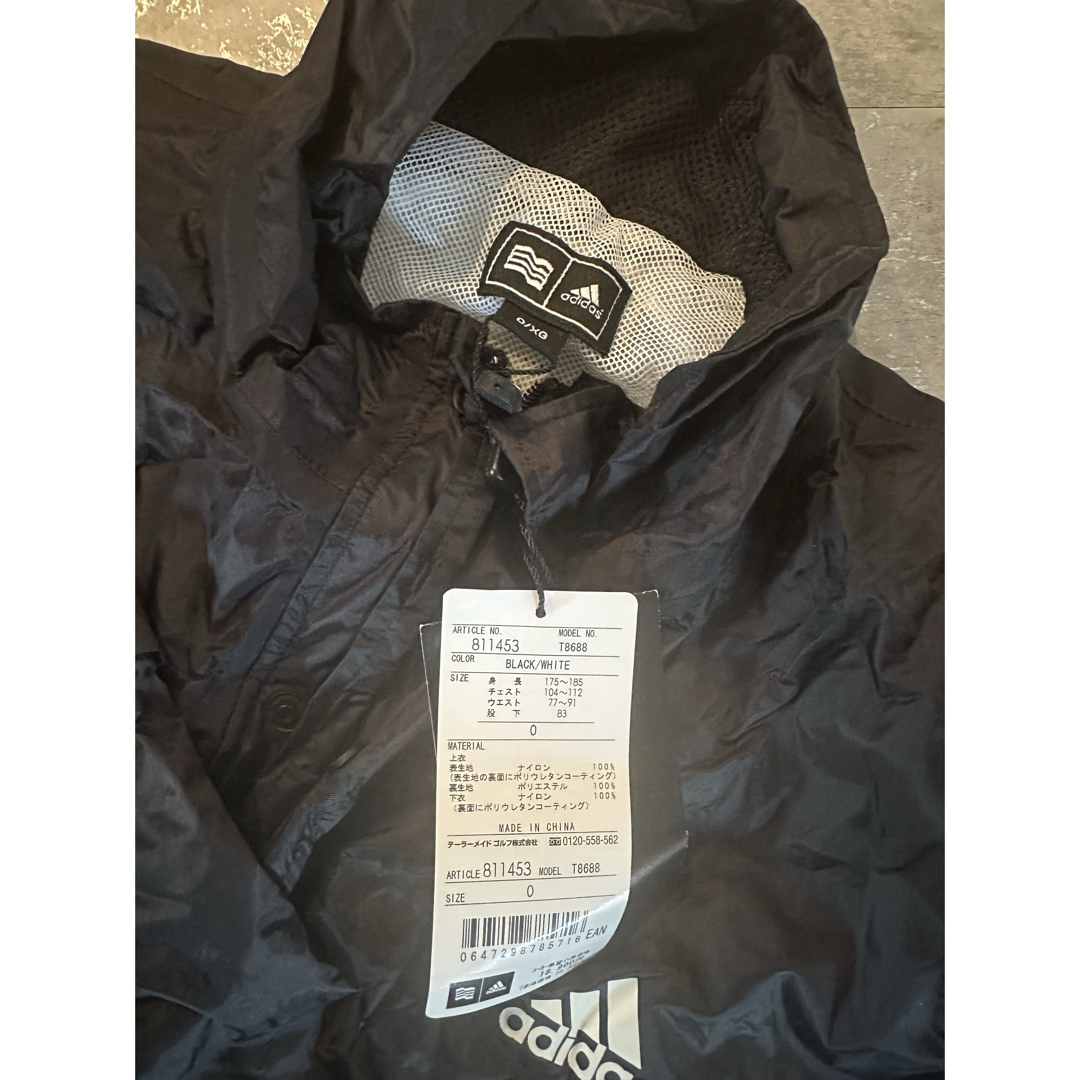 adidas
O/XG
ARTICLE NO. MODEL NO.
811453 T8688
COLOR BLACK/WHITE
SIZE 身 長 175～185
チェスト 104～112
ウエスト 77～91
股 下 83
O
MATERIAL
上衣
表生地 ナイロン 100%
(表生地の裏面にポリウレタンコーティング)
裏生地 ポリエステル 100%
下衣 ナイロン 100%
(裏面にポリウレタンコーティング)
MADE IN CHINA
テーラーメイド ゴルフ株式会社 0120-558-562
ARTICLE 811453 MODEL T8688
SIZE O
0647298785716 EAN
adidas
adidas